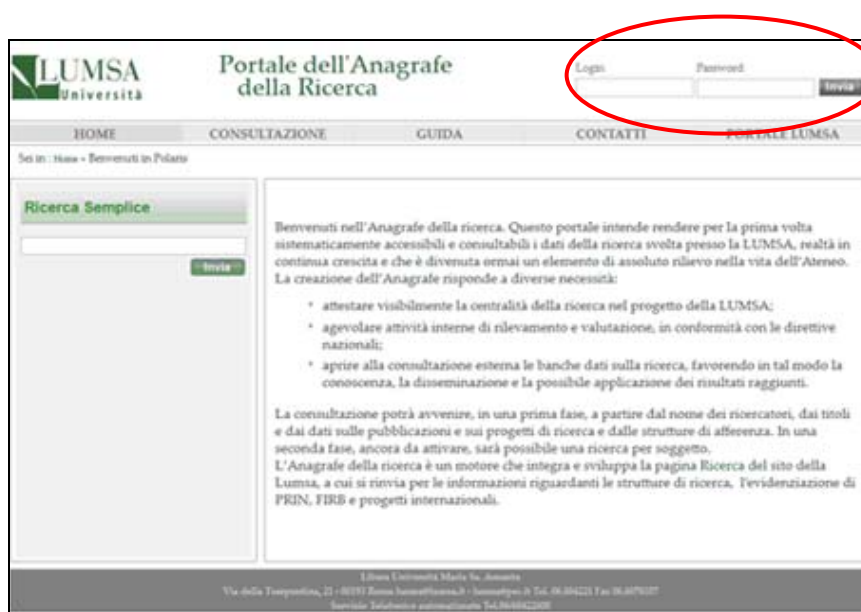 LUMSA
Università
Portale dell'Anagrafe
della Ricerca
Login
Password
Invia
HOME CONSULTAZIONE GUIDA CONTATTI PORTALE LUMSA
Sei in : Home » Benvenuti in Polaris
Ricerca Semplice
Invia
Benvenuti nell'Anagrafe della ricerca. Questo portale intende rendere per la prima volta
sistematicamente accessibili e consultabili i dati della ricerca svolta presso la LUMSA, realtà in
continua crescita e che è divenuta ormai un elemento di assoluto rilievo nella vita dell'Ateneo.
La creazione dell'Anagrafe risponde a diverse necessità:
• attestare visibilmente la centralità della ricerca nel progetto della LUMSA;
• agevolare attività interne di rilevamento e valutazione, in conformità con le direttive
nazionali;
• aprire alla consultazione esterna le banche dati sulla ricerca, favorendo in tal modo la
conoscenza, la disseminazione e la possibile applicazione dei risultati raggiunti.
La consultazione potrà avvenire, in una prima fase, a partire dal nome dei ricercatori, dai titoli
e dai dati sulle pubblicazioni e sui progetti di ricerca e dalle strutture di afferenza. In una
seconda fase, ancora da attivare, sarà possibile una ricerca per soggetto.
L'Anagrafe della ricerca è un motore che integra e sviluppa la pagina Ricerca del sito della
Lumsa, a cui si rinvia per le informazioni riguardanti le strutture di ricerca, l'evidenziazione di
PRIN, FIRB e progetti internazionali.
Libera Università Maria Ss. Assunta
Via della Traspontina, 21 - 00193 Roma
Servizio Telefonico automatizzato